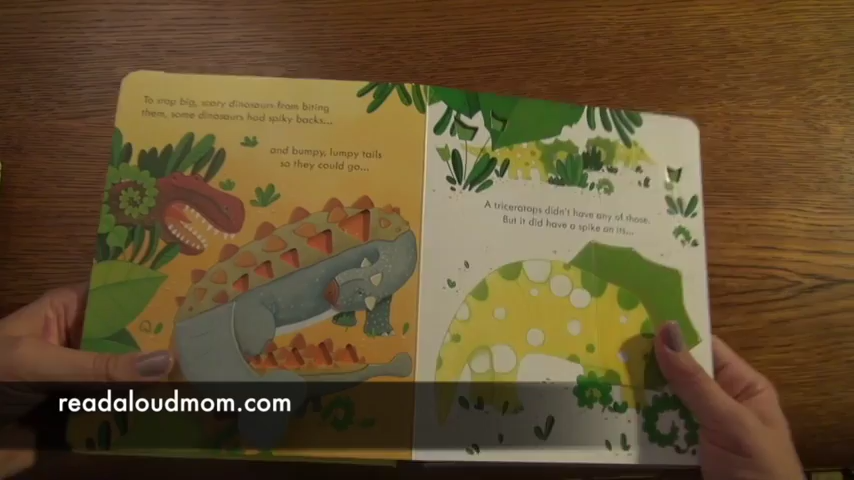 To stop big, scary dinosaurs from biting
them, some dinosaurs had spiky backs...
and bumpy, lumpy tails
so they could go...
A triceratops didn't have any of those.
But it did have a spike on its...
readaloudmom.com